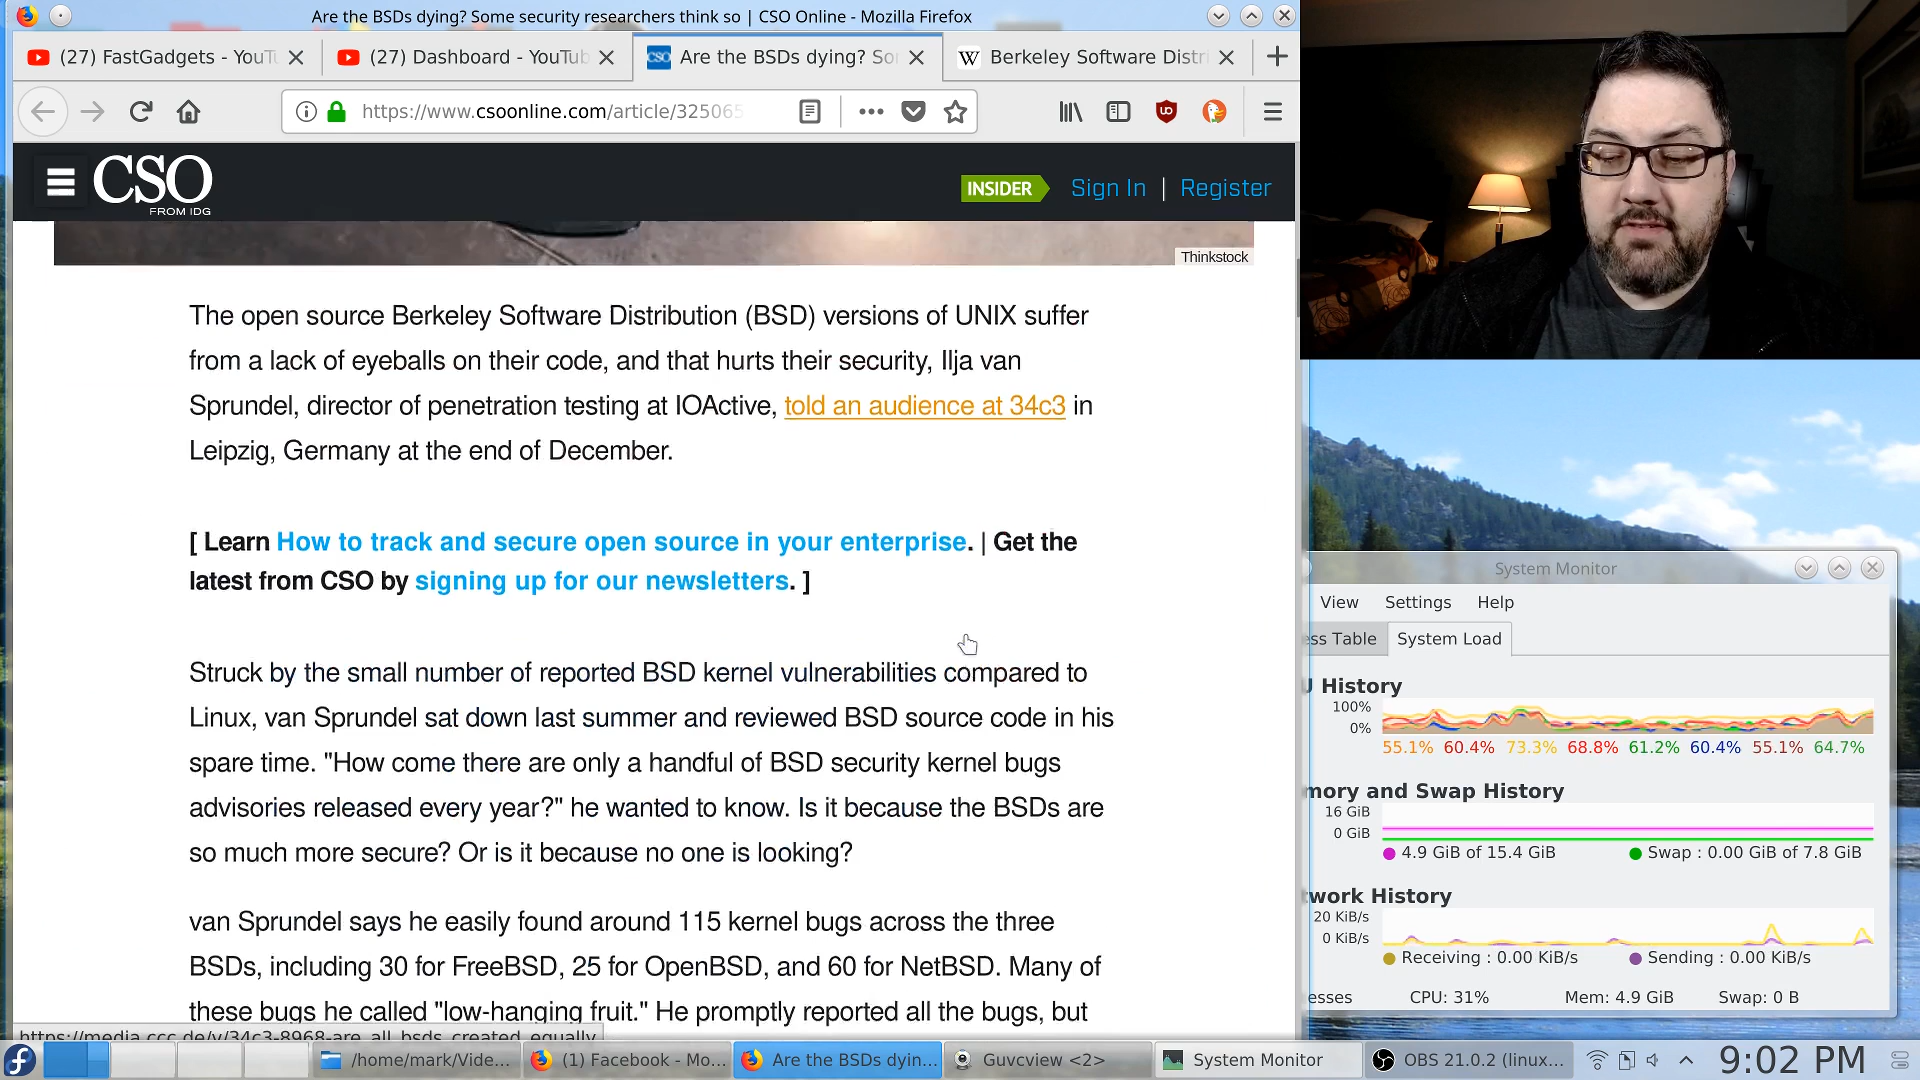 Are the BSDs dying? Some security researchers think so | CSO Online - Mozilla Firefox
(27) FastGadgets - YouTu
(27) Dashboard - YouTub
CSO
Are the BSDs dying? So
W
Berkeley Software Distri
https://www.csoonline.com/article/325065
CSO
FROM IDG
INSIDER
Sign In | Register
Thinkstock
The open source Berkeley Software Distribution (BSD) versions of UNIX suffer
from a lack of eyeballs on their code, and that hurts their security, Ilja van
Sprundel, director of penetration testing at IOActive, told an audience at 34c3 in
Leipzig, Germany at the end of December.
[ Learn How to track and secure open source in your enterprise. | Get the
latest from CSO by signing up for our newsletters. ]
Struck by the small number of reported BSD kernel vulnerabilities compared to
Linux, van Sprundel sat down last summer and reviewed BSD source code in his
spare time. "How come there are only a handful of BSD security kernel bugs
advisories released every year?" he wanted to know. Is it because the BSDs are
so much more secure? Or is it because no one is looking?
van Sprundel says he easily found around 115 kernel bugs across the three
BSDs, including 30 for FreeBSD, 25 for OpenBSD, and 60 for NetBSD. Many of
these bugs he called "low-hanging fruit." He promptly reported all the bugs, but
https://media.ccc.de/v/34c3-8968-are_all_bsds_created_equally
System Monitor
View Settings Help
ess Table System Load
U History
100%
0%
55.1% 60.4% 73.3% 68.8% 61.2% 60.4% 55.1% 64.7%
mory and Swap History
16 GiB
0 GiB
4.9 GiB of 15.4 GiB Swap : 0.00 GiB of 7.8 GiB
twork History
20 KiB/s
0 KiB/s
Receiving : 0.00 KiB/s Sending : 0.00 KiB/s
esses CPU: 31% Mem: 4.9 GiB Swap: 0 B
/home/mark/Vide...
(1) Facebook - Mo...
Are the BSDs dyin...
Guvcview <2>
System Monitor
OBS 21.0.2 (linux...
9:02 PM